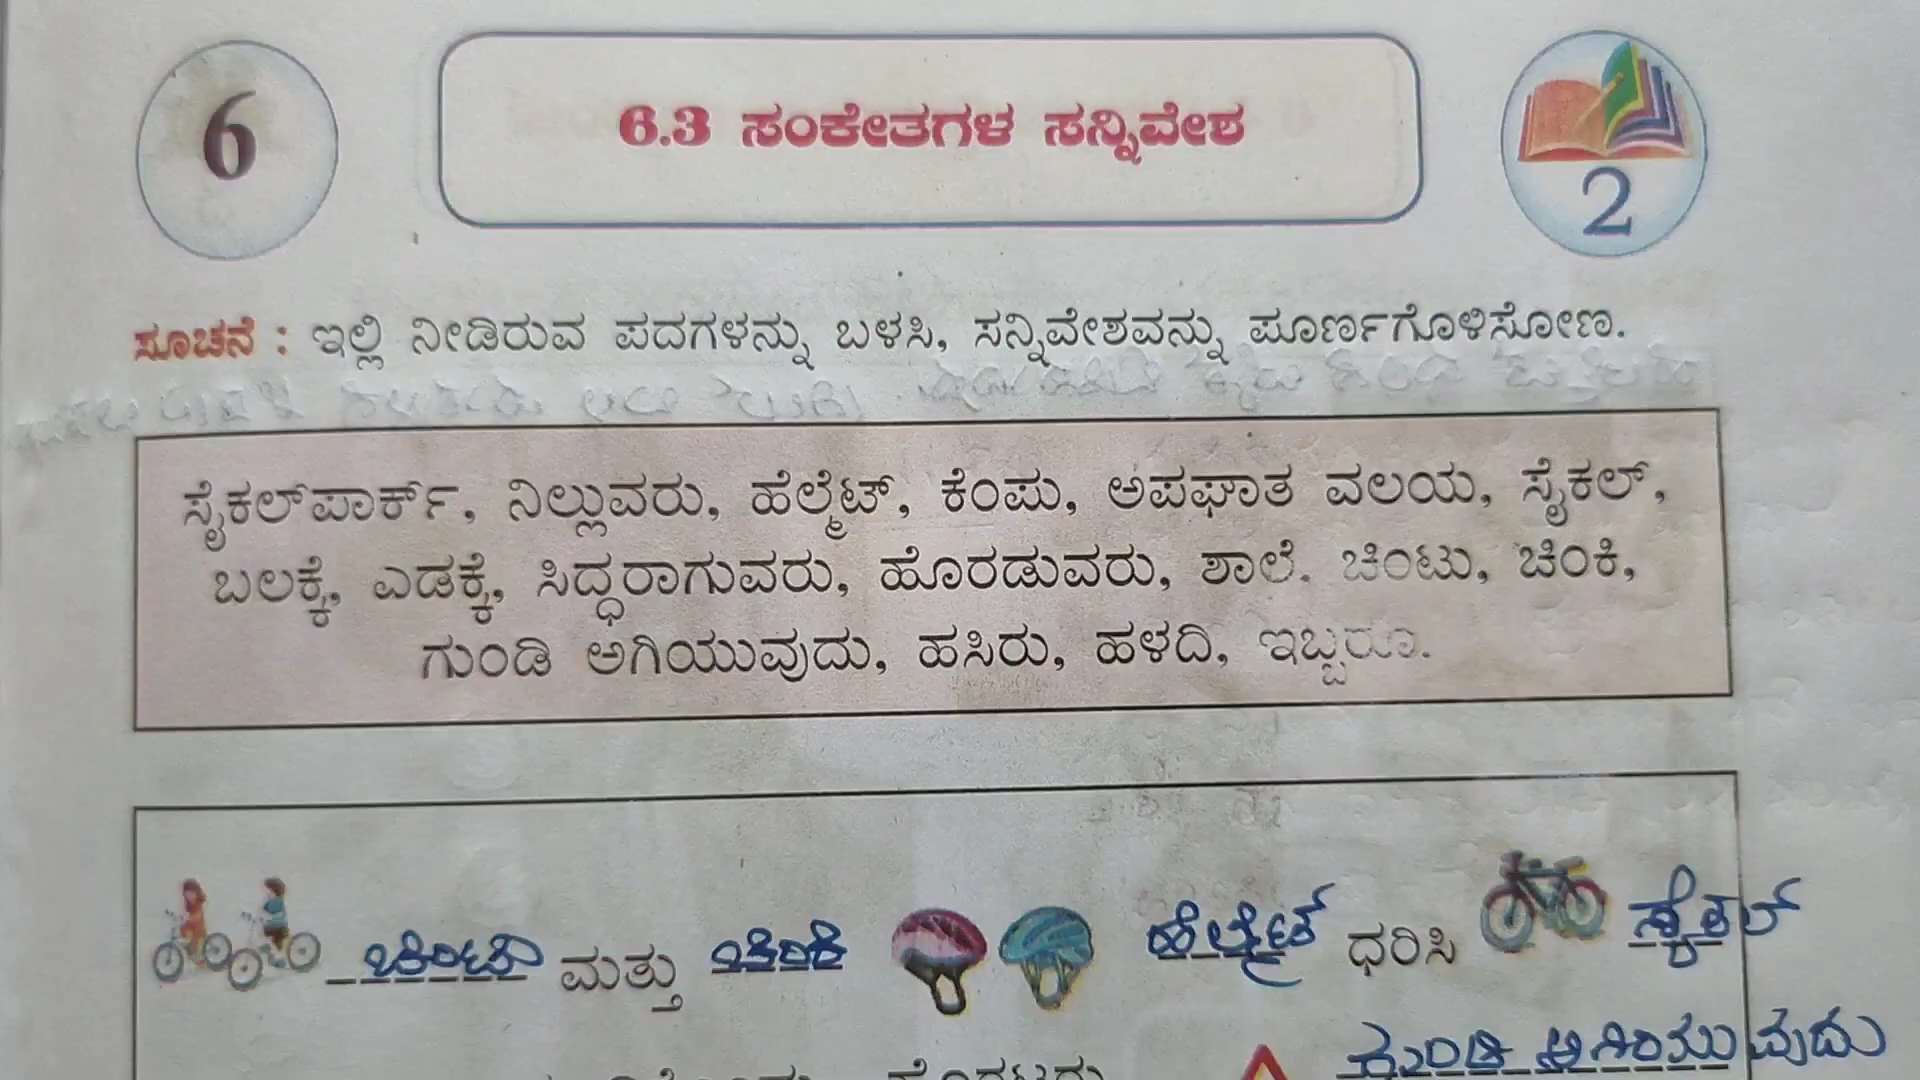 6
6.3 ಸಂಕೇತಗಳ ಸನ್ನಿವೇಶ
2
ಸೂಚನೆ : ಇಲ್ಲಿ ನೀಡಿರುವ ಪದಗಳನ್ನು ಬಳಸಿ, ಸನ್ನಿವೇಶವನ್ನು ಪೂರ್ಣಗೊಳಿಸೋಣ.
ಸೈಕಲ್‌ಪಾರ್ಕ್, ನಿಲ್ಲುವರು, ಹೆಲ್ಮೆಟ್, ಕೆಂಪು, ಅಪಘಾತ ವಲಯ, ಸೈಕಲ್,
ಬಲಕ್ಕೆ, ಎಡಕ್ಕೆ, ಸಿದ್ಧರಾಗುವರು, ಹೊರಡುವರು, ಶಾಲೆ. ಚಿಂಟು, ಚಿಂಕಿ,
ಗುಂಡಿ ಅಗಿಯುವುದು, ಹಸಿರು, ಹಳದಿ, ಇಬ್ಬರೂ.
ಚಿಂಟು ಮತ್ತು ಚಿಂಕಿ ಹೆಲ್ಮೆಟ್ ಧರಿಸಿ ಸೈಕಲ್
ಗುಂಡಿ ಅಗಿಯುವುದು